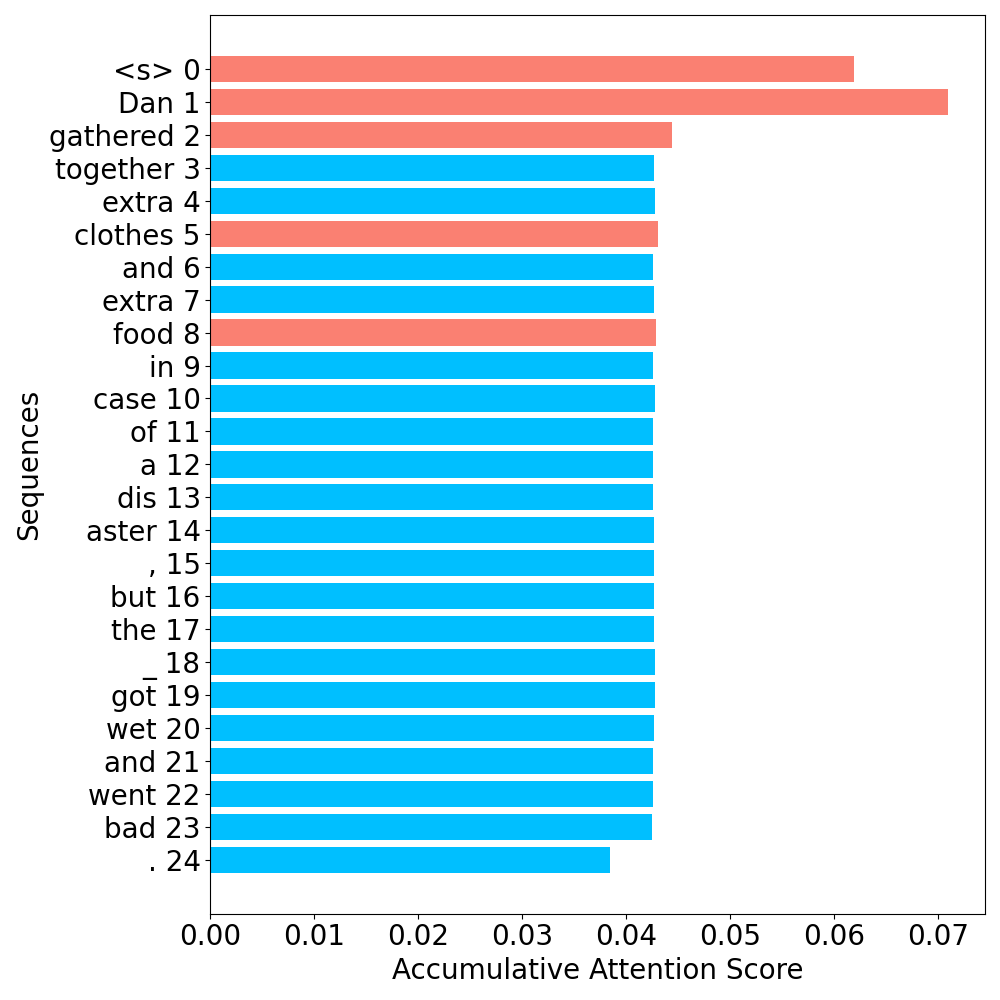 <s> 0
Dan 1
gathered 2
together 3
extra 4
clothes 5
and 6
extra 7
food 8
in 9
case 10
of 11
a 12
dis 13
aster 14
, 15
but 16
the 17
_ 18
got 19
wet 20
and 21
went 22
bad 23
. 24
Sequences
0.00 0.01 0.02 0.03 0.04 0.05 0.06 0.07
Accumulative Attention Score